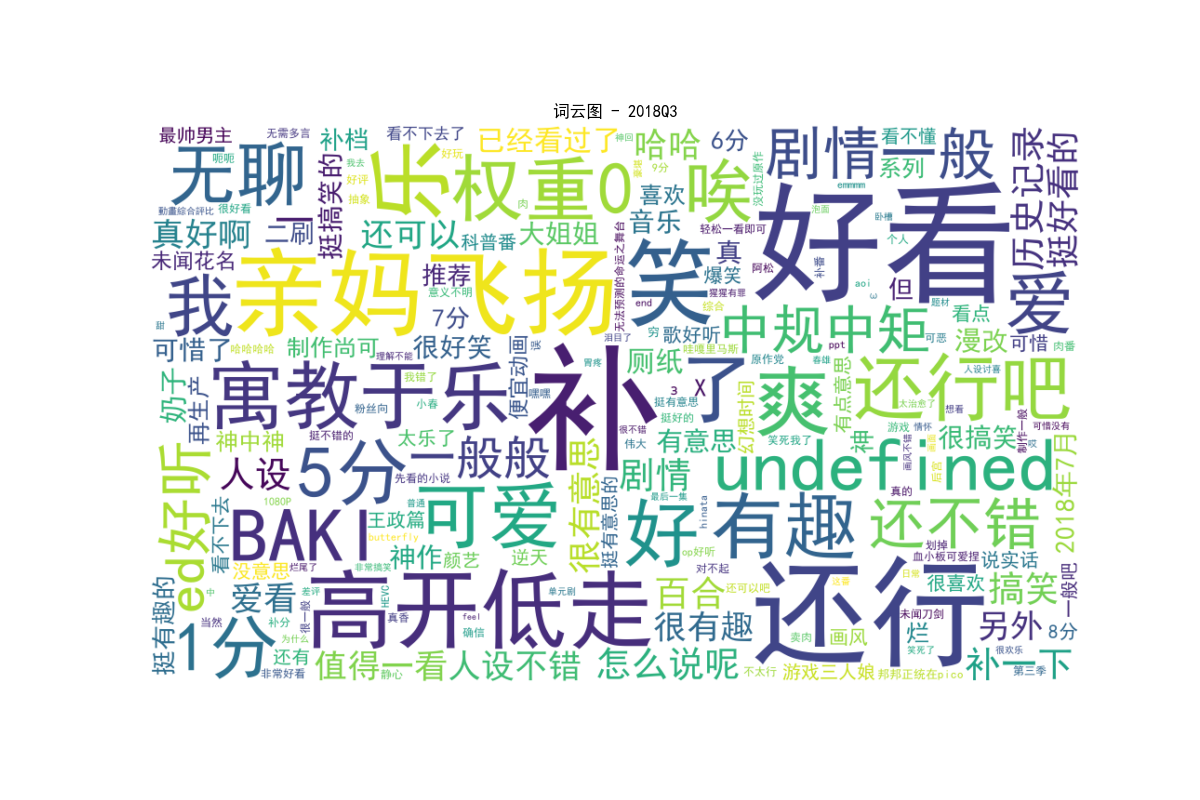 词云图 - 2018Q3
最帅男主
无需多言
补档
看不下去了
已经看过了
神回
哈哈
6分
剧情一般
看不懂
系列
历史记录
挺好看的
呃呃
无聊
挺搞笑的
我去
好玩
好评
抽象
乐
权重0
9分
唉
没玩过原作
emmmm
動畫綜合評比
很好看
肉
喜欢
音乐
泡面
卧槽
好看
真好啊
二刷
一
还可以
科普番
大姐姐
无法预测的命运之舞台
轻松一看即可
真
个人
未闻花名
亲妈飞扬
推荐
意义不明
笑
爆笑
阿松
补番
但
aoi
爱
我
7分
end
猩猩有罪
综合
ω
题材
看点
甜
可惜了
哈哈哈哈
制作尚可
很好笑
泪目了
穷
歌好听
中规中矩
可恶
漫改
可惜
肉番
理解不能
便宜动画
胃疼
厕纸
哇嘎里马斯
原作党
ppt
春雄
人设讨喜
奶子
再生产
寓教于乐
我错了
粉丝向
小春
嘿嘿
补
挺有意思
з
X
了
幻想时间
爽
有点意思
太治愈了
还行吧
想看
神中神
挺不错的
太乐了
很不错
伟大
挺好的
有意思
笑死我了
神
游戏
情怀
画风不错
很搞笑
哎
制作一般
可惜没有
好听
ed
人设
5分
先看的小说
一般般
很有意思
剧情
undefined
后宫
真的
2018年7月
看不下去
1080P
BAKI
普通
王政篇
可爱
挺有意思的
最后一集
好
hinata
有趣
还不错
butterfly
没意思
烂尾了
非常搞笑
神作
颜艺
逆天
op好听
对不起
划掉
血小板可爱捏
说实话
挺有趣的
中
爱看
差评
HEVC
高开低走
单元剧
百合
还可以吧
还行
日常
很喜欢
搞笑
一般吧
当然
补分
很一般
真香
feel
确信
很有趣
卖肉
画风
未闻刀剑
烂
另外
8分
1分
为什么
还有
非常好看
值得一看
静心
人设不错
怎么说呢
不太行
游戏三人娘
笑死了
邦邦正统在pico
很欢乐
补一下
第三季